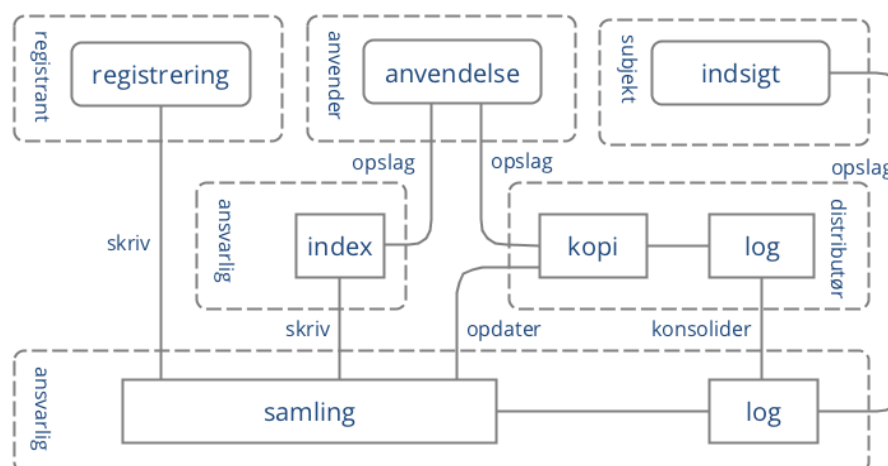 registrant
registrering
anvender
anvendelse
subjekt
indsigt
opslag
opslag
opslag
ansvarlig
index
kopi
log
distributør
skriv
skriv
opdater
konsolider
ansvarlig
samling
log